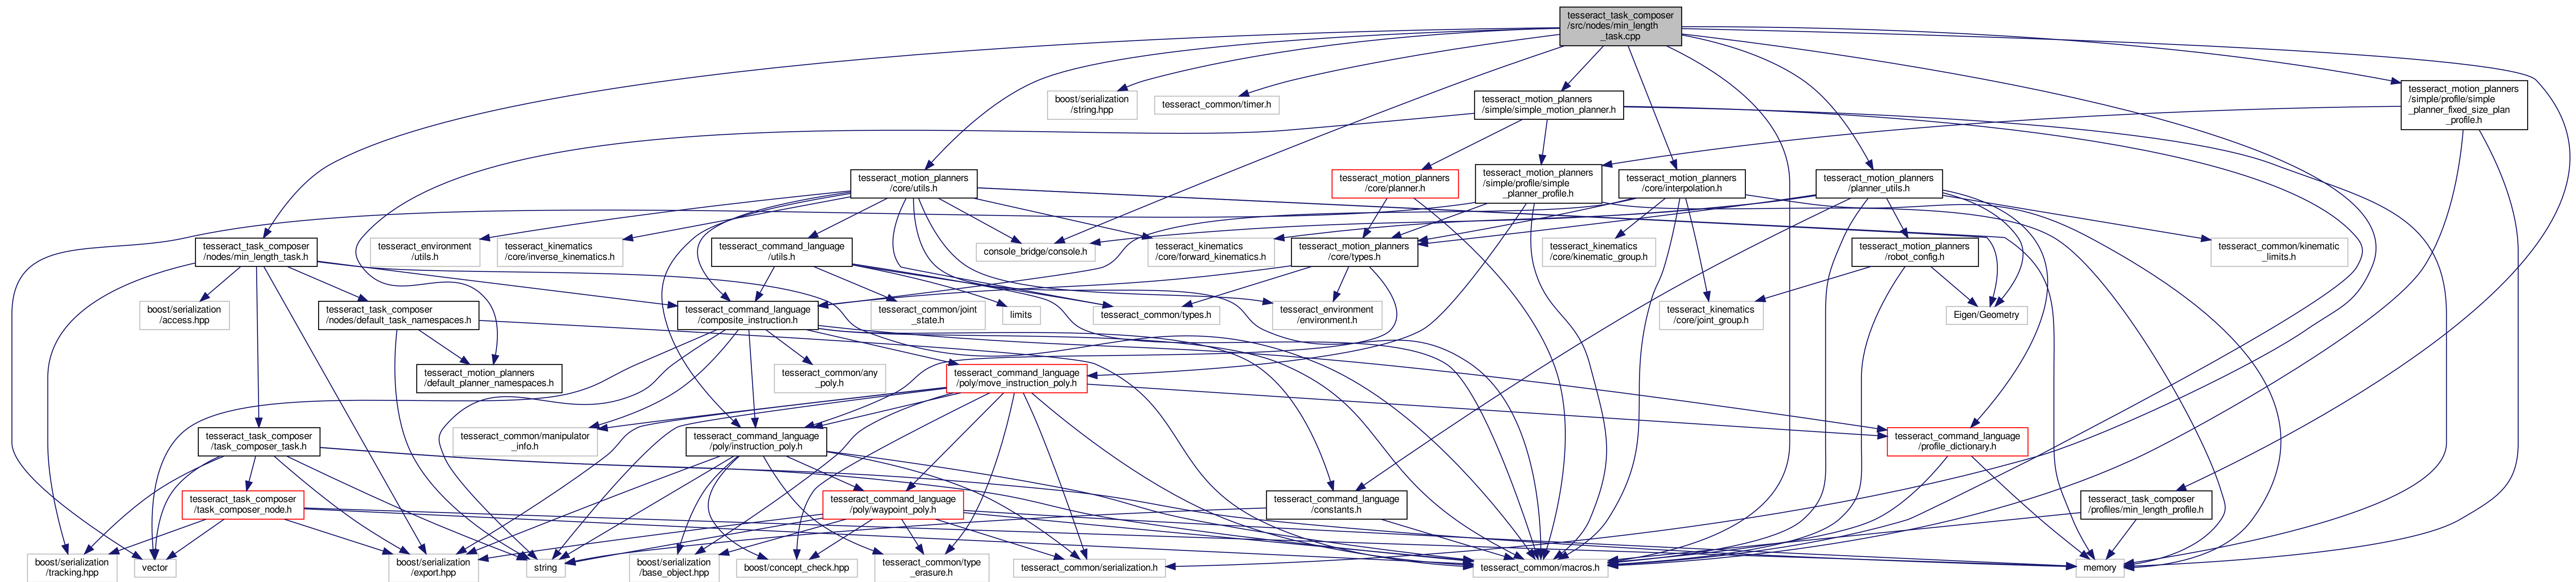 tesseract_task_composer
/src/nodes/min_length
_task.cpp
boost/serialization
/string.hpp
tesseract_common/timer.h
tesseract_motion_planners
/simple/simple_motion_planner.h
tesseract_motion_planners
/simple/profile/simple
_planner_fixed_size_plan
_profile.h
tesseract_motion_planners
/core/utils.h
tesseract_motion_planners
/core/planner.h
tesseract_motion_planners
/simple/profile/simple
_planner_profile.h
tesseract_motion_planners
/core/interpolation.h
tesseract_motion_planners
/planner_utils.h
tesseract_task_composer
/nodes/min_length_task.h
tesseract_environment
/utils.h
tesseract_kinematics
/core/inverse_kinematics.h
tesseract_command_language
/utils.h
console_bridge/console.h
tesseract_kinematics
/core/forward_kinematics.h
tesseract_motion_planners
/core/types.h
tesseract_kinematics
/core/kinematic_group.h
tesseract_motion_planners
/robot_config.h
tesseract_common/kinematic
_limits.h
boost/serialization
/access.hpp
tesseract_task_composer
/nodes/default_task_namespaces.h
tesseract_command_language
/composite_instruction.h
tesseract_common/joint
_state.h
limits
tesseract_common/types.h
tesseract_environment
/environment.h
tesseract_kinematics
/core/joint_group.h
Eigen/Geometry
tesseract_motion_planners
/default_planner_namespaces.h
tesseract_common/any
_poly.h
tesseract_command_language
/poly/move_instruction_poly.h
tesseract_task_composer
/task_composer_task.h
tesseract_common/manipulator
_info.h
tesseract_command_language
/poly/instruction_poly.h
tesseract_command_language
/profile_dictionary.h
tesseract_task_composer
/task_composer_node.h
tesseract_command_language
/poly/waypoint_poly.h
tesseract_command_language
/constants.h
tesseract_task_composer
/profiles/min_length_profile.h
boost/serialization
/tracking.hpp
vector
boost/serialization
/export.hpp
string
boost/serialization
/base_object.hpp
boost/concept_check.hpp
tesseract_common/type
_erasure.h
tesseract_common/serialization.h
tesseract_common/macros.h
memory